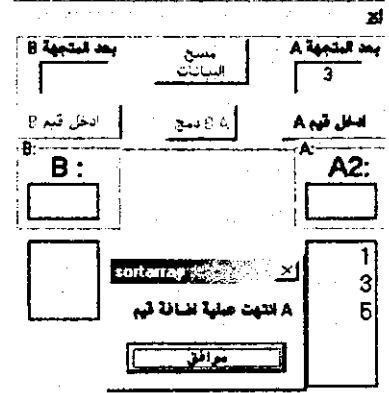 بعد المتجهة A
مسح البيانات
بعد المتجهة B
3
ادخل قيم A
دمج A B
ادخل قيم B
A:
B:
A2:
B :
1
3
5
sortarray
انتهت عملية اضافة قيم A
موافق